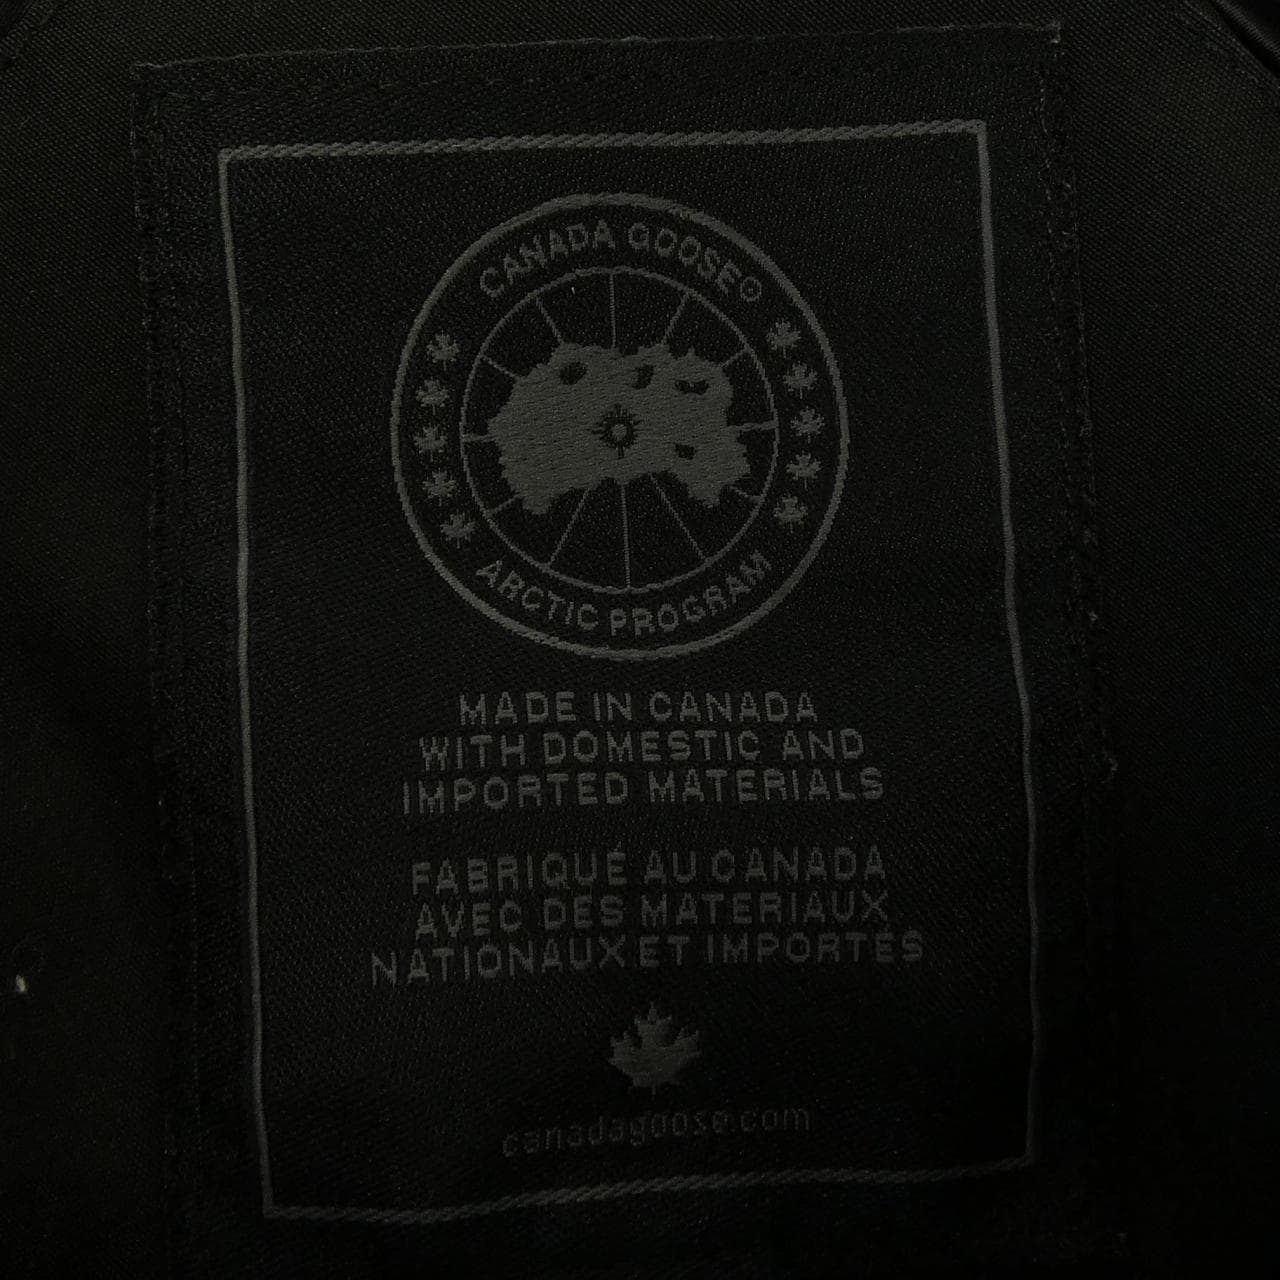 CANADA GOOSE®
ARCTIC PROGRAM
MADE IN CANADA
WITH DOMESTIC AND
IMPORTED MATERIALS
FABRIQUÉ AU CANADA
AVEC DES MATERIAUX
NATIONAUX ET IMPORTÉS
canadagoose.com